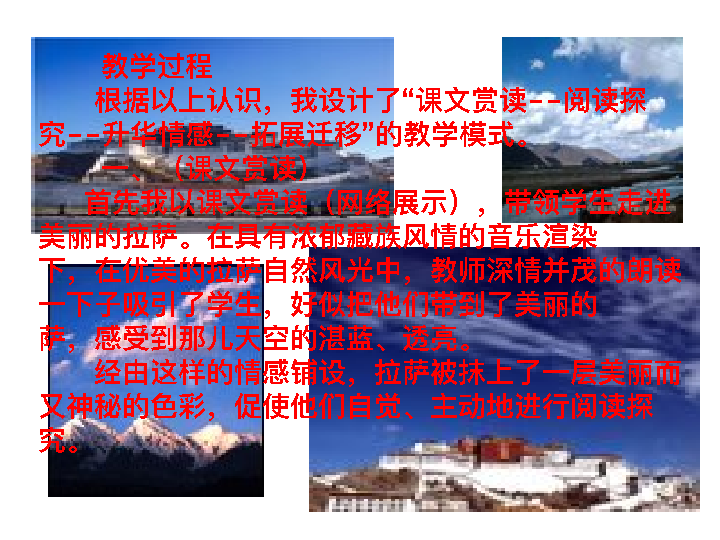 教学过程
根据以上认识，我设计了“课文赏读--阅读探
究--升华情感--拓展迁移”的教学模式。
一、（课文赏读）
首先我以课文赏读（网络展示），带领学生走进
美丽的拉萨。在具有浓郁藏族风情的音乐渲染
下，在优美的拉萨自然风光中，教师深情并茂的朗读
一下子吸引了学生，好似把他们带到了美丽的
萨，感受到那儿天空的湛蓝、透亮。
经由这样的情感铺设，拉萨被抹上了一层美丽而
又神秘的色彩，促使他们自觉、主动地进行阅读探
究。